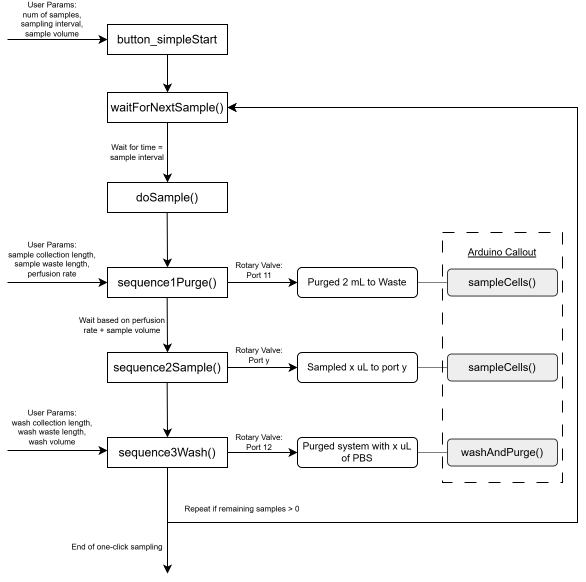 User Params:
num of samples,
sampling interval,
sample volume
button_simpleStart
waitForNextSample()
Wait for time =
sample interval
doSample()
User Params:
sample collection length,
sample waste length,
perfusion rate
sequence1Purge()
Rotary Valve:
Port 11
Purged 2 mL to Waste
Arduino Callout
sampleCells()
Wait based on perfusion
rate + sample volume
sequence2Sample()
Rotary Valve:
Port y
Sampled x uL to port y
sampleCells()
User Params:
wash collection length,
wash waste length,
wash volume
sequence3Wash()
Rotary Valve:
Port 12
Purged system with x uL
of PBS
washAndPurge()
Repeat if remaining samples > 0
End of one-click sampling